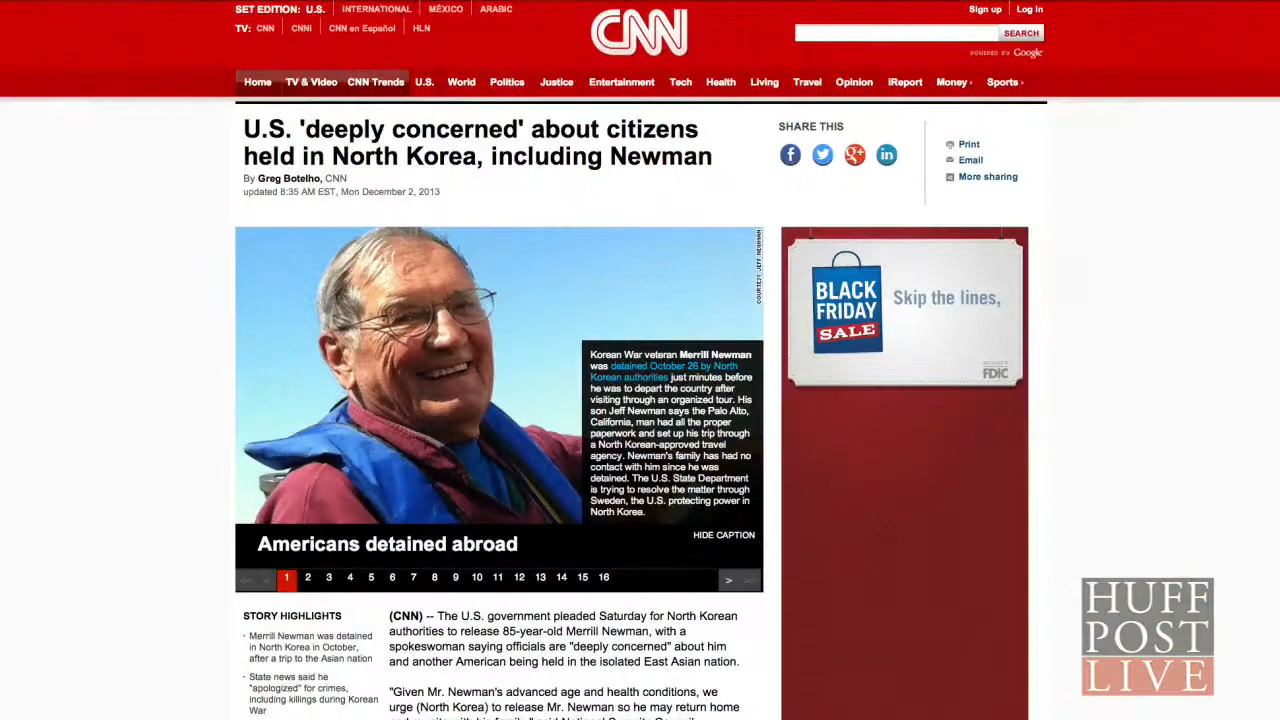 SET EDITION: U.S. INTERNATIONAL MÉXICO ARABIC
TV: CNN CNNi CNN en Español HLN
CNN
Sign up Log in
SEARCH
POWERED BY Google
Home TV & Video CNN Trends U.S. World Politics Justice Entertainment Tech Health Living Travel Opinion iReport Money Sports
U.S. 'deeply concerned' about citizens
held in North Korea, including Newman
By Greg Botelho, CNN
updated 8:35 AM EST, Mon December 2, 2013
SHARE THIS
Print
Email
More sharing
COURTESY JEFF NEWMAN
Korean War veteran Merrill Newman
was detained October 26 by North
Korean authorities just minutes before
he was to depart the country after
visiting through an organized tour. His
son Jeff Newman says the Palo Alto,
California, man had all the proper
paperwork and set up his trip through
a North Korean-approved travel
agency. Newman's family has had no
contact with him since he was
detained. The U.S. State Department
is trying to resolve the matter through
Sweden, the U.S. protecting power in
North Korea.
HIDE CAPTION
Americans detained abroad
1 2 3 4 5 6 7 8 9 10 11 12 13 14 15 16 >
BLACK
FRIDAY
SALE
Skip the lines,
MEMBER
FDIC
STORY HIGHLIGHTS
Merrill Newman was detained
in North Korea in October,
after a trip to the Asian nation
State news said he
"apologized" for crimes,
including killings during Korean
War
(CNN) -- The U.S. government pleaded Saturday for North Korean
authorities to release 85-year-old Merrill Newman, with a
spokeswoman saying officials are "deeply concerned" about him
and another American being held in the isolated East Asian nation.
"Given Mr. Newman's advanced age and health conditions, we
urge (North Korea) to release Mr. Newman so he may return home
HUFF
POST
LIVE